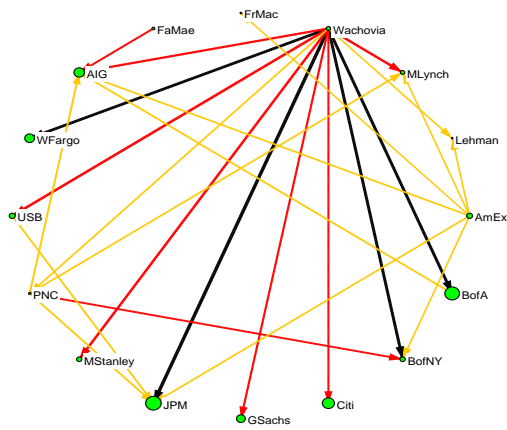 FrMac
FaMae
Wachovia
AIG
MLynch
WFargo
Lehman
USB
AmEx
PNC
BofA
MStanley
BofNY
JPM
Citi
GSachs